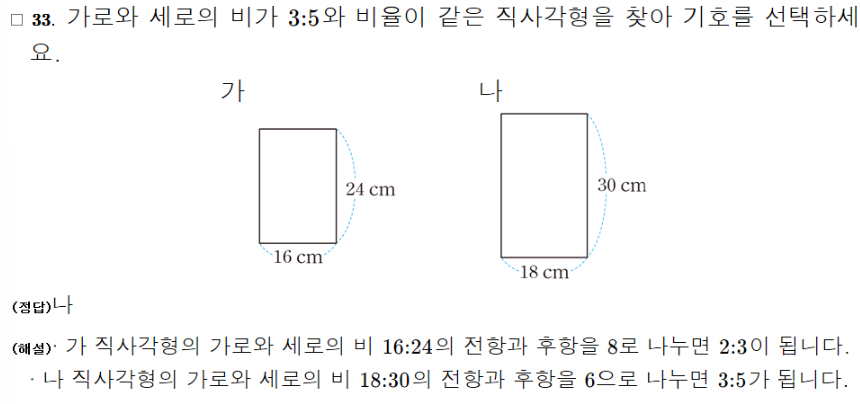 □ 33. 가로와 세로의 비가 3:5와 비율이 같은 직사각형을 찾아 기호를 선택하세
요.
가 나
24 cm 30 cm
16 cm 18 cm
(정답)나
(해설)· 가 직사각형의 가로와 세로의 비 16:24의 전항과 후항을 8로 나누면 2:3이 됩니다.
· 나 직사각형의 가로와 세로의 비 18:30의 전항과 후항을 6으로 나누면 3:5가 됩니다.